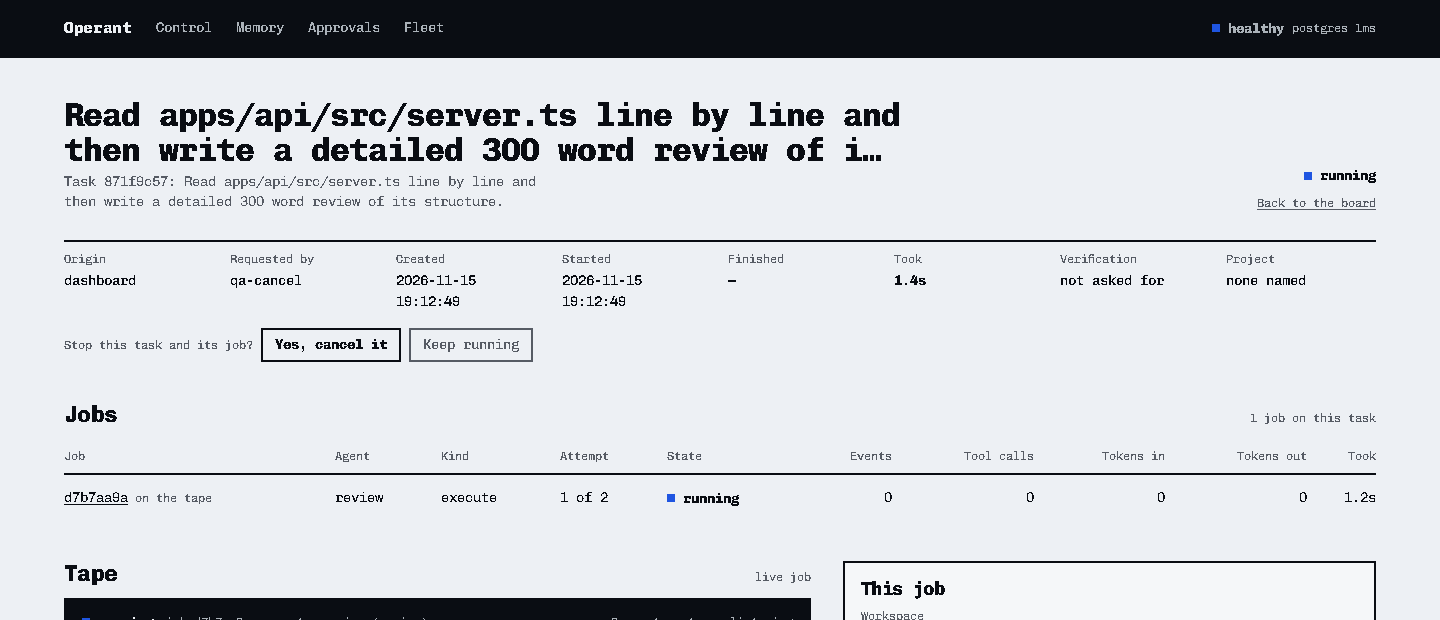 Operant Control Memory Approvals Fleet healthy postgres lms
Read apps/api/src/server.ts line by line and
then write a detailed 300 word review of i…
Task 871f9c57: Read apps/api/src/server.ts line by line and
then write a detailed 300 word review of its structure.
running
Back to the board
Origin Requested by Created Started Finished Took Verification Project
dashboard qa-cancel 2026-11-15 2026-11-15 — 1.4s not asked for none named
19:12:49 19:12:49
Stop this task and its job? Yes, cancel it Keep running
Jobs 1 job on this task
Job Agent Kind Attempt State Events Tool calls Tokens in Tokens out Took
d7b7aa9a on the tape review execute 1 of 2 running 0 0 0 0 1.2s
Tape live job
This job
Workspace